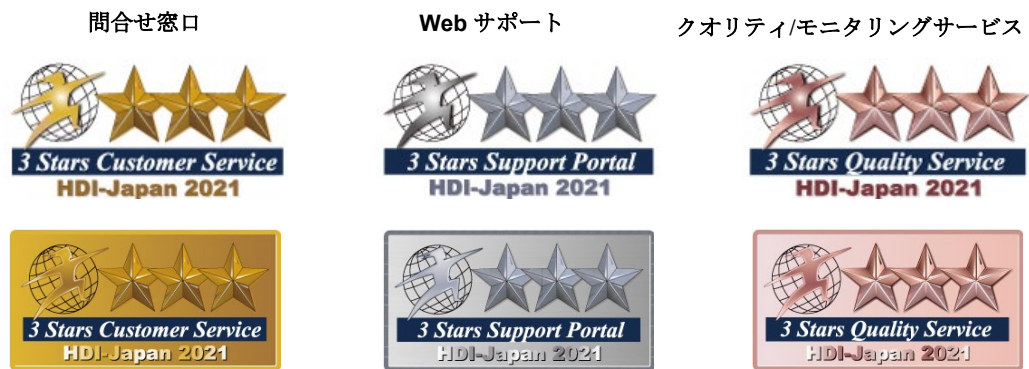 問合せ窓口
Web サポート
クオリティ/モニタリングサービス
3 Stars Customer Service
HDI-Japan 2021
3 Stars Support Portal
HDI-Japan 2021
3 Stars Quality Service
HDI-Japan 2021
3 Stars Customer Service
HDI-Japan 2021
3 Stars Support Portal
HDI-Japan 2021
3 Stars Quality Service
HDI-Japan 2021